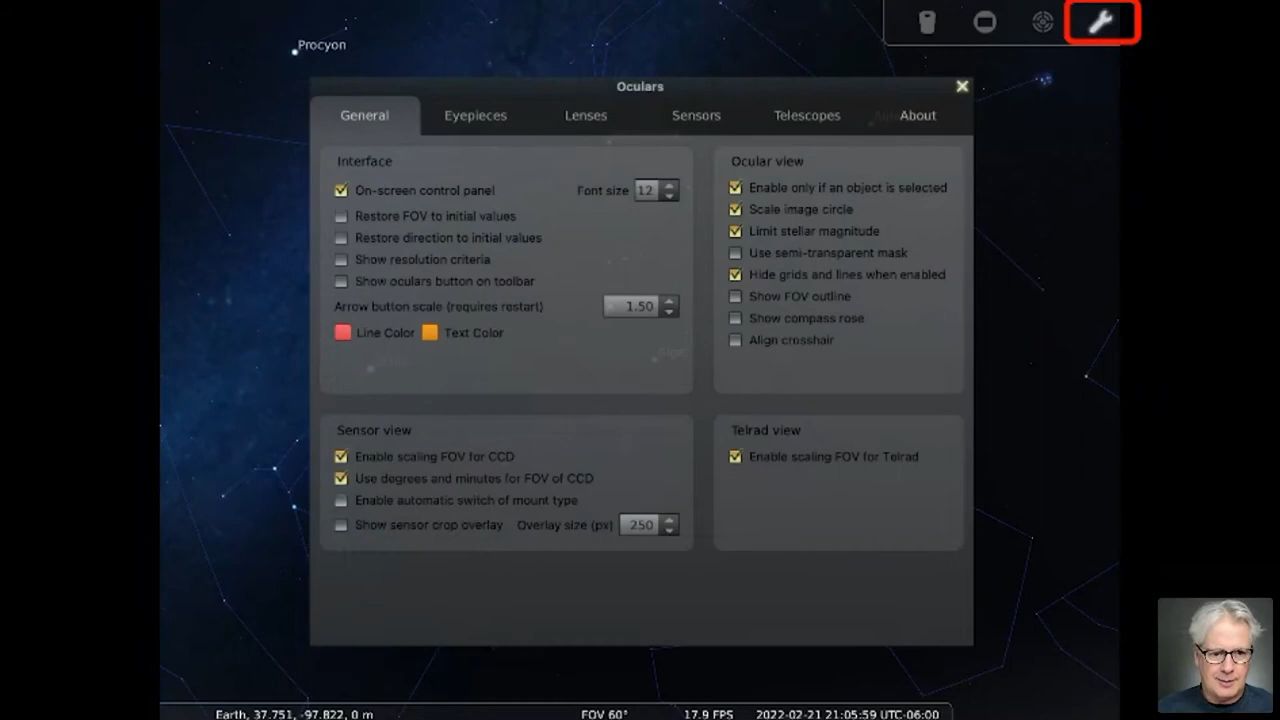 Procyon
Oculars
General Eyepieces Lenses Sensors Telescopes About
Interface
On-screen control panel Font size 12
Restore FOV to initial values
Restore direction to initial values
Show resolution criteria
Show oculars button on toolbar
Arrow button scale (requires restart) 1.50
Line Color Text Color
Ocular view
Enable only if an object is selected
Scale image circle
Limit stellar magnitude
Use semi-transparent mask
Hide grids and lines when enabled
Show FOV outline
Show compass rose
Align crosshair
Sensor view
Enable scaling FOV for CCD
Use degrees and minutes for FOV of CCD
Enable automatic switch of mount type
Show sensor crop overlay Overlay size (px) 250
Telrad view
Enable scaling FOV for Telrad
Earth, 37.751, -97.822, 0 m FOV 60° 17.9 FPS 2022-02-21 21:05:59 UTC-06:00